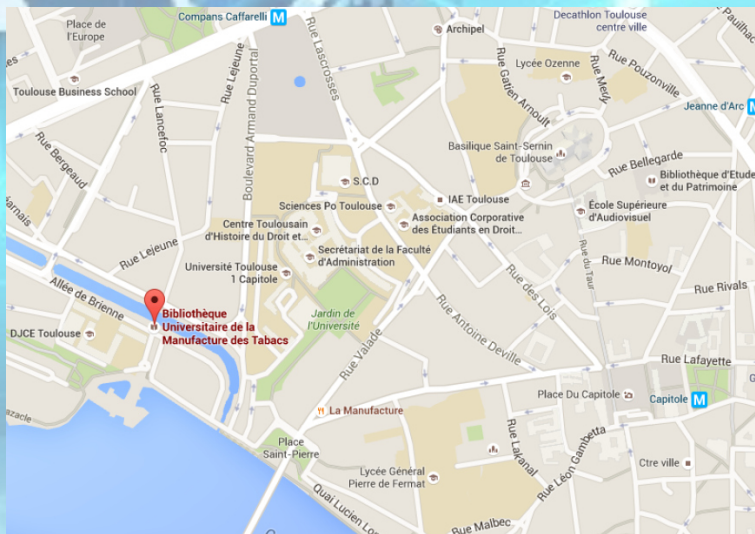 Compans Caffarelli M
Decathlon Toulouse
centre ville
Place de
l'Europe
Archipel
Rue Lascrosses
Rue Lejeune
Boulevard Armand Duportal
Lycée Ozenne
Rue Gatien Arnoult
Rue Merly
Rue Pouzonville
Toulouse Business School
Rue Lancefoc
Jeanne d'Arc M
Basilique Saint-Sernin
de Toulouse
Rue Bellegarde
Rue Bergeaud
S.C.D
Bibliothèque d'Etude
et du Patrimoine
Sciences Po Toulouse
IAE Toulouse
École Supérieure
d'Audiovisuel
Centre Toulousain
d'Histoire du Droit et...
Association Corporative
des Étudiants en Droit...
Rue Lejeune
Secrétariat de la Faculté
d'Administration
Rue du Taur
Rue Montoyol
Université Toulouse
1 Capitole
Rue des Lois
Rue Rivals
Allée de Brienne
Bibliothèque
Universitaire de la
Manufacture des Tabacs
Jardin de
l'Université
Rue Antoine Deville
DJCE Toulouse
Rue Valade
Rue Lafayette
Place Du Capitole
Capitole M
La Manufacture
Place
Saint-Pierre
Rue Lakanal
Rue Léon Gambetta
Ctre ville
Lycée Général
Pierre de Fermat
Rue Malbec